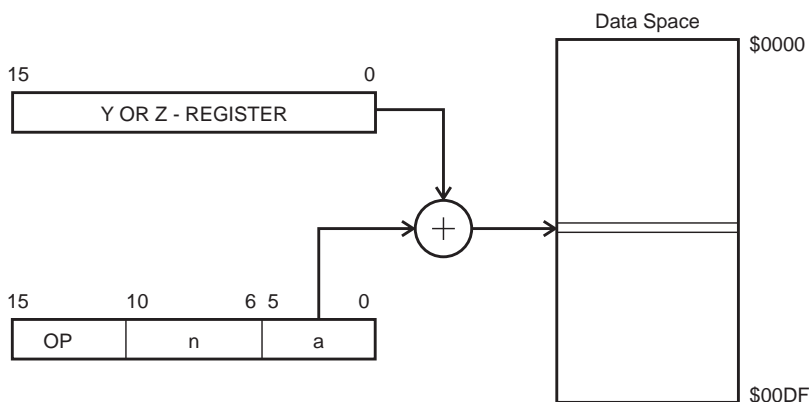 Data Space
$0000
15 0
Y OR Z - REGISTER
+
15 10 6 5 0
OP n a
$00DF